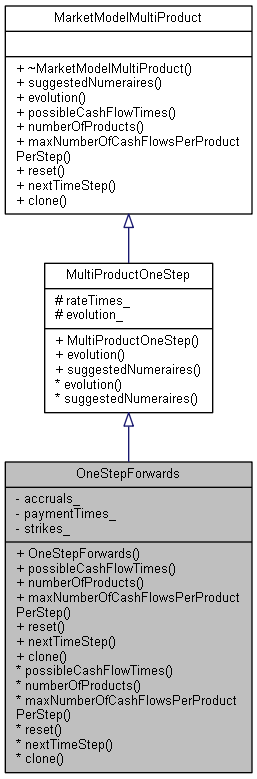 MarketModelMultiProduct
+ ~MarketModelMultiProduct()
+ suggestedNumeraires()
+ evolution()
+ possibleCashFlowTimes()
+ numberOfProducts()
+ maxNumberOfCashFlowsPerProduct
PerStep()
+ reset()
+ nextTimeStep()
+ clone()
MultiProductOneStep
# rateTimes_
# evolution_
+ MultiProductOneStep()
+ evolution()
+ suggestedNumeraires()
* evolution()
* suggestedNumeraires()
OneStepForwards
- accruals_
- paymentTimes_
- strikes_
+ OneStepForwards()
+ possibleCashFlowTimes()
+ numberOfProducts()
+ maxNumberOfCashFlowsPerProduct
PerStep()
+ reset()
+ nextTimeStep()
+ clone()
* possibleCashFlowTimes()
* numberOfProducts()
* maxNumberOfCashFlowsPerProduct
PerStep()
* reset()
* nextTimeStep()
* clone()